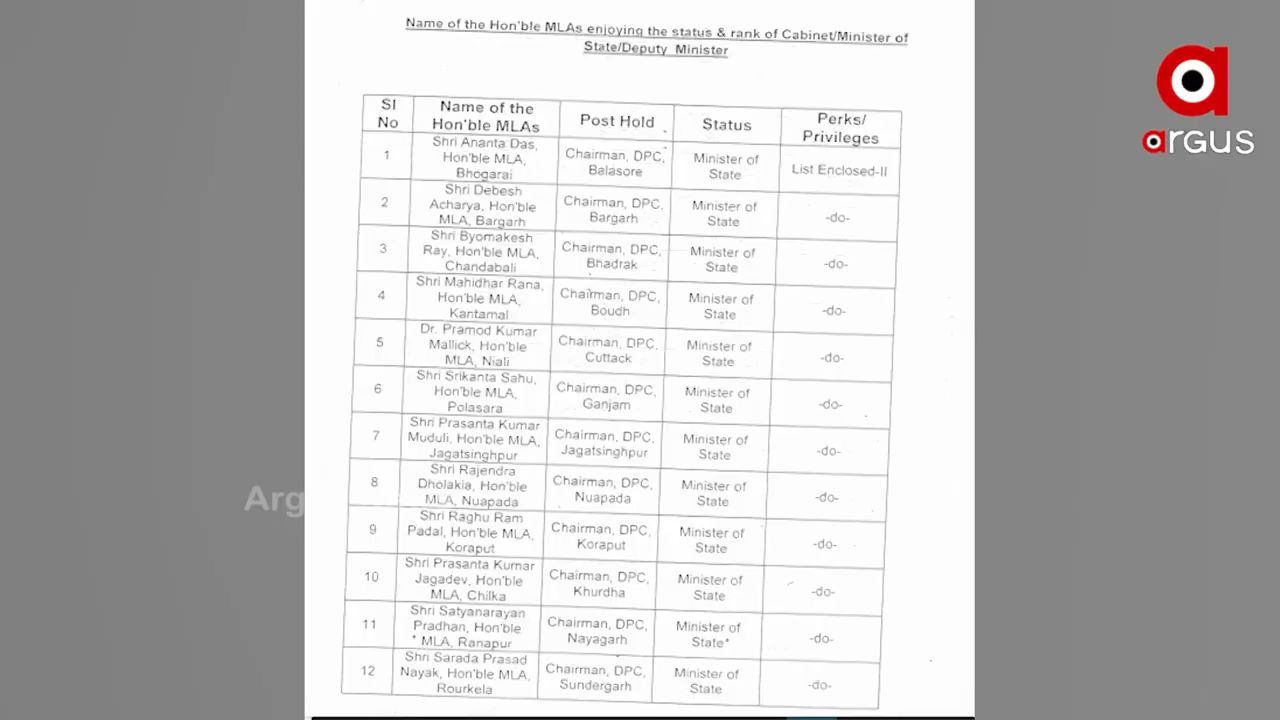 Name of the Hon'ble MLAs enjoying the status & rank of Cabinet/Minister of
State/Deputy Minister
argus
Arg
Sl No | Name of the Hon'ble MLAs | Post Hold | Status | Perks/ Privileges
1 | Shri Ananta Das, Hon'ble MLA, Bhograi | Chairman, DPC, Balasore | Minister of State | List Enclosed-II
2 | Shri Debesh Acharya, Hon'ble MLA, Bargarh | Chairman, DPC, Bargarh | Minister of State | -do-
3 | Shri Byomakesh Ray, Hon'ble MLA, Chandabali | Chairman, DPC, Bhadrak | Minister of State | -do-
4 | Shri Mahidhar Rana, Hon'ble MLA, Kantamal | Chairman, DPC, Boudh | Minister of State | -do-
5 | Dr. Pramod Kumar Mallick, Hon'ble MLA, Niali | Chairman, DPC, Cuttack | Minister of State | -do-
6 | Shri Srikanta Sahu, Hon'ble MLA, Polasara | Chairman, DPC, Ganjam | Minister of State | -do-
7 | Shri Prasanta Kumar Muduli, Hon'ble MLA, Jagatsinghpur | Chairman, DPC, Jagatsinghpur | Minister of State | -do-
8 | Shri Rajendra Dholakia, Hon'ble MLA, Nuapada | Chairman, DPC, Nuapada | Minister of State | -do-
9 | Shri Raghu Ram Padal, Hon'ble MLA, Koraput | Chairman, DPC, Koraput | Minister of State | -do-
10 | Shri Prasanta Kumar Jagadev, Hon'ble MLA, Chilka | Chairman, DPC, Khurdha | Minister of State | -do-
11 | Shri Satyanarayan Pradhan, Hon'ble MLA, Ranapur | Chairman, DPC, Nayagarh | Minister of State | -do-
12 | Shri Sarada Prasad Nayak, Hon'ble MLA, Rourkela | Chairman, DPC, Sundergarh | Minister of State | -do-